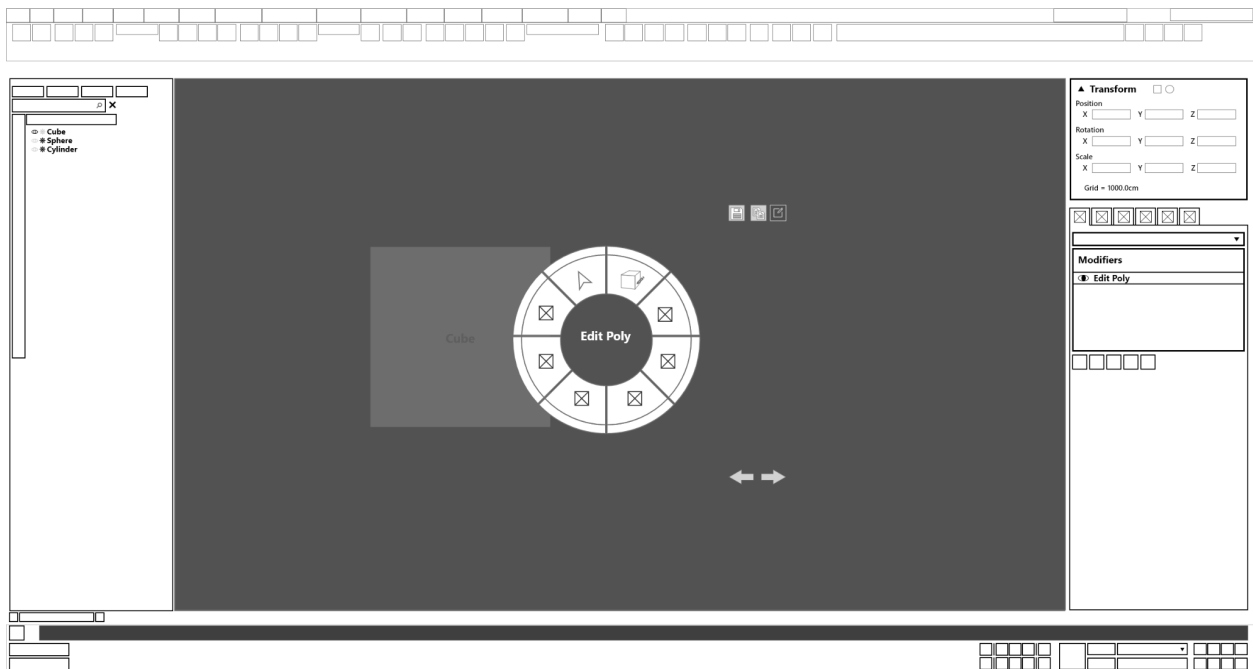 Cube
Sphere
Cylinder
Cube
Edit Poly
Transform
Position
X Y Z
Rotation
X Y Z
Scale
X Y Z
Grid = 1000.0cm
Modifiers
Edit Poly